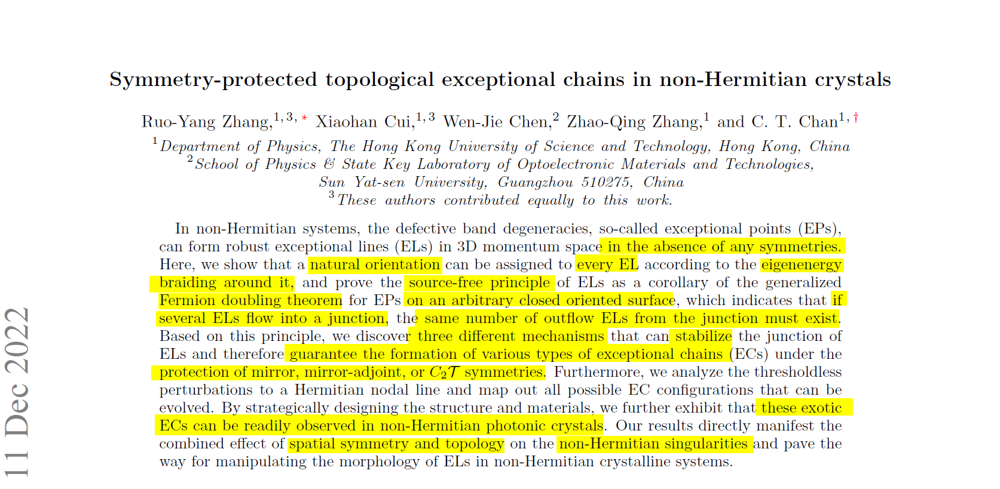 Symmetry-protected topological exceptional chains in non-Hermitian crystals
Ruo-Yang Zhang,1, 3, * Xiaohan Cui,1, 3 Wen-Jie Chen,2 Zhao-Qing Zhang,1 and C. T. Chan1, †
1Department of Physics, The Hong Kong University of Science and Technology, Hong Kong, China
2School of Physics & State Key Laboratory of Optoelectronic Materials and Technologies,
Sun Yat-sen University, Guangzhou 510275, China
3These authors contributed equally to this work.
In non-Hermitian systems, the defective band degeneracies, so-called exceptional points (EPs),
can form robust exceptional lines (ELs) in 3D momentum space in the absence of any symmetries.
Here, we show that a natural orientation can be assigned to every EL according to the eigenenergy
braiding around it, and prove the source-free principle of ELs as a corollary of the generalized
Fermion doubling theorem for EPs on an arbitrary closed oriented surface, which indicates that if
several ELs flow into a junction, the same number of outflow ELs from the junction must exist.
Based on this principle, we discover three different mechanisms that can stabilize the junction of
ELs and therefore guarantee the formation of various types of exceptional chains (ECs) under the
protection of mirror, mirror-adjoint, or C2𝒯 symmetries. Furthermore, we analyze the thresholdless
perturbations to a Hermitian nodal line and map out all possible EC configurations that can be
evolved. By strategically designing the structure and materials, we further exhibit that these exotic
ECs can be readily observed in non-Hermitian photonic crystals. Our results directly manifest the
combined effect of spatial symmetry and topology on the non-Hermitian singularities and pave the
way for manipulating the morphology of ELs in non-Hermitian crystalline systems.
11 Dec 2022